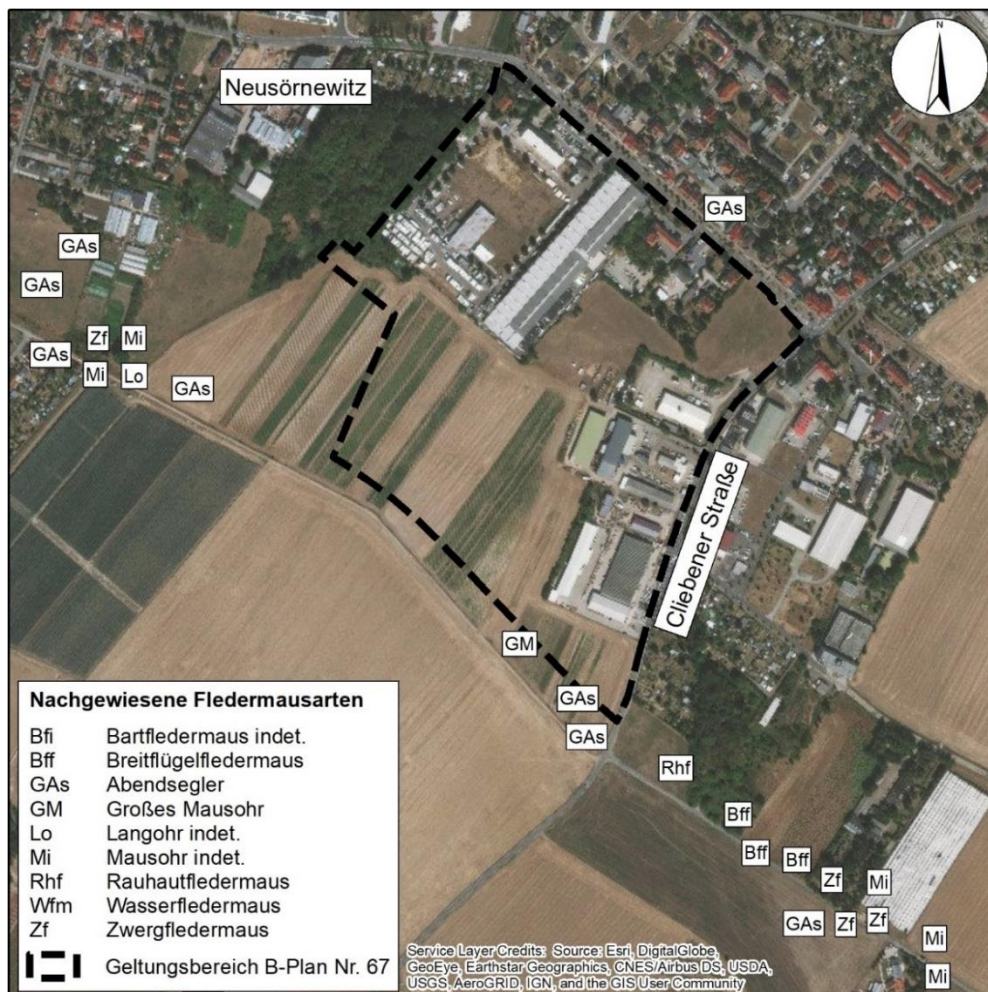 N
Neusörnewitz
GAs
GAs
GAs
Zf Mi
GAs
Mi Lo
GAs
Cliebener Straße
GM
GAs
GAs
Rhf
Bff
Bff Bff
Zf Mi
GAs Zf Zf
Mi
Mi
Nachgewiesene Fledermausarten
Bfi Bartfledermaus indet.
Bff Breitflügelfledermaus
GAs Abendsegler
GM Großes Mausohr
Lo Langohr indet.
Mi Mausohr indet.
Rhf Rauhautfledermaus
Wfm Wasserfledermaus
Zf Zwergfledermaus
Geltungsbereich B-Plan Nr. 67
Service Layer Credits: Source: Esri, DigitalGlobe,
GeoEye, Earthstar Geographics, CNES/Airbus DS, USDA,
USGS, AeroGRID, IGN, and the GIS User Community